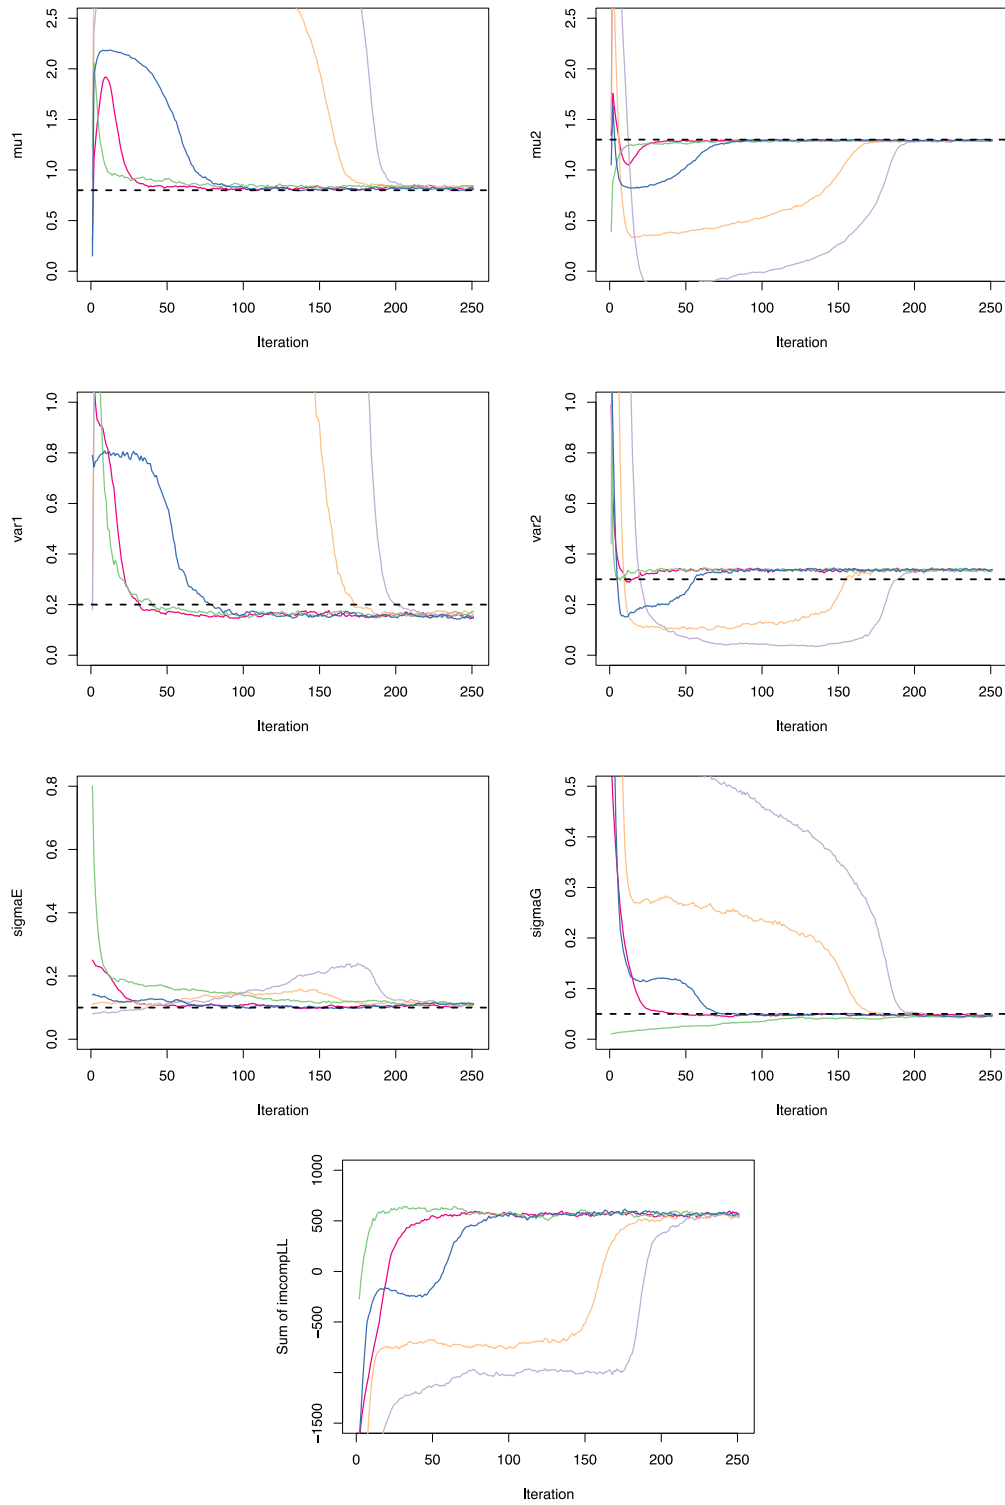 mu1
0.0 0.5 1.0 1.5 2.0 2.5
0 50 100 150 200 250
Iteration
mu2
0.0 0.5 1.0 1.5 2.0 2.5
0 50 100 150 200 250
Iteration
var1
0.0 0.2 0.4 0.6 0.8 1.0
0 50 100 150 200 250
Iteration
var2
0.0 0.2 0.4 0.6 0.8 1.0
0 50 100 150 200 250
Iteration
sigmaE
0.0 0.2 0.4 0.6 0.8
0 50 100 150 200 250
Iteration
sigmaG
0.0 0.1 0.2 0.3 0.4 0.5
0 50 100 150 200 250
Iteration
Sum of imcompLL
−1500 −500 0 500 1000
0 50 100 150 200 250
Iteration